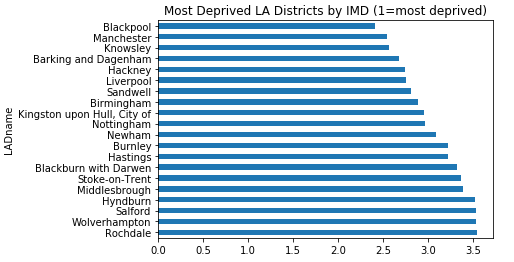 Most Deprived LA Districts by IMD (1=most deprived)
LADname
Blackpool
Manchester
Knowsley
Barking and Dagenham
Hackney
Liverpool
Sandwell
Birmingham
Kingston upon Hull, City of
Nottingham
Newham
Burnley
Hastings
Blackburn with Darwen
Stoke-on-Trent
Middlesbrough
Hyndburn
Salford
Wolverhampton
Rochdale
0.0 0.5 1.0 1.5 2.0 2.5 3.0 3.5